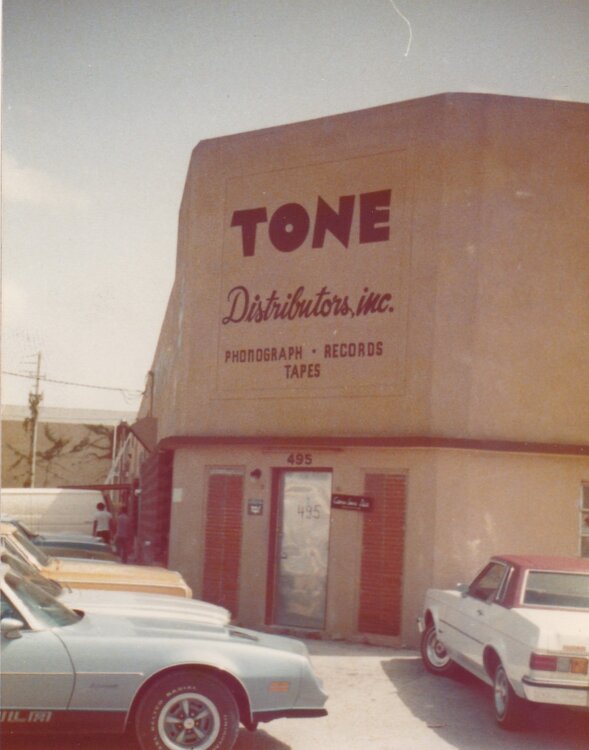 TONE
Distributors, inc.
PHONOGRAPH • RECORDS
TAPES
495
495